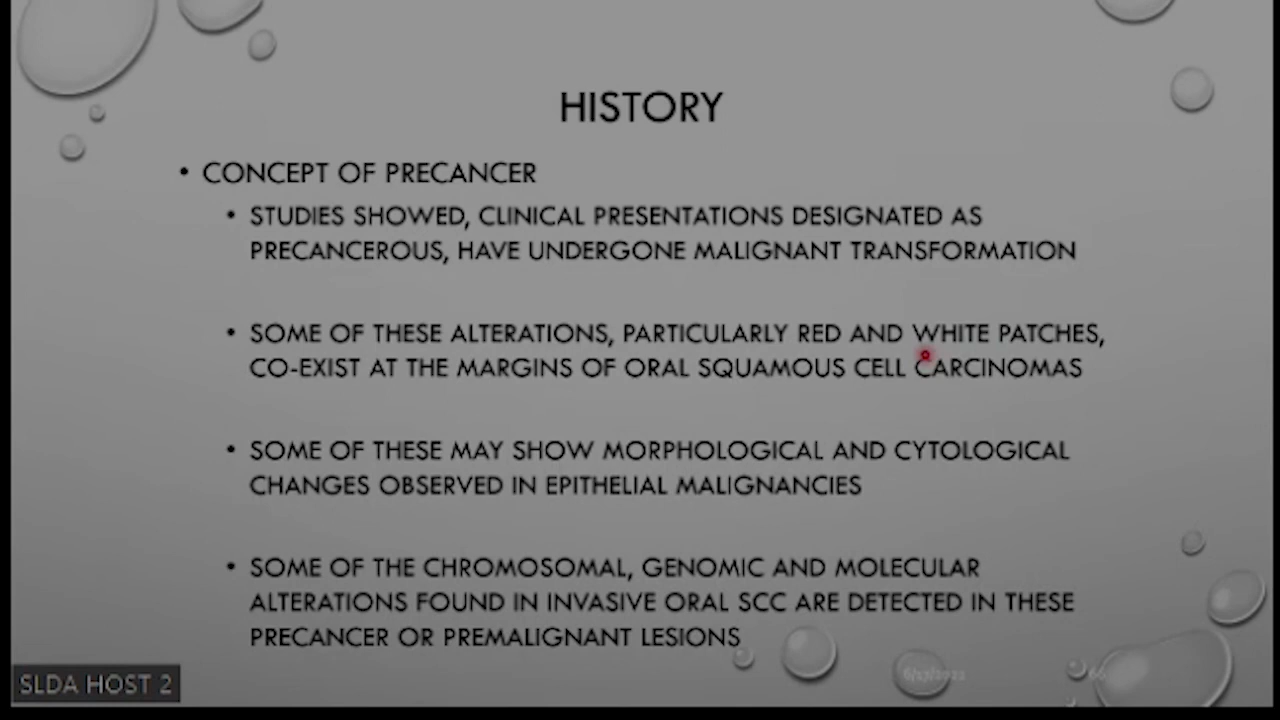 HISTORY
• CONCEPT OF PRECANCER
• STUDIES SHOWED, CLINICAL PRESENTATIONS DESIGNATED AS
PRECANCEROUS, HAVE UNDERGONE MALIGNANT TRANSFORMATION
• SOME OF THESE ALTERATIONS, PARTICULARLY RED AND WHITE PATCHES,
CO-EXIST AT THE MARGINS OF ORAL SQUAMOUS CELL CARCINOMAS
• SOME OF THESE MAY SHOW MORPHOLOGICAL AND CYTOLOGICAL
CHANGES OBSERVED IN EPITHELIAL MALIGNANCIES
• SOME OF THE CHROMOSOMAL, GENOMIC AND MOLECULAR
ALTERATIONS FOUND IN INVASIVE ORAL SCC ARE DETECTED IN THESE
PRECANCER OR PREMALIGNANT LESIONS
SLDA HOST 2